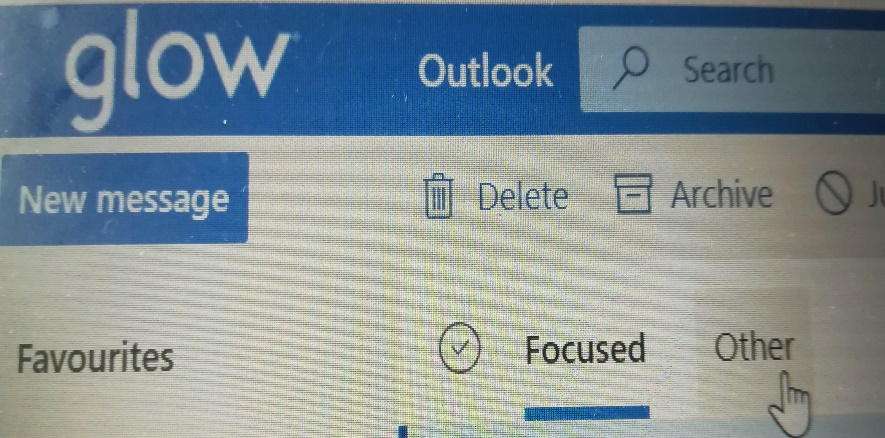 glow Outlook Search
New message Delete Archive
Favourites Focused Other